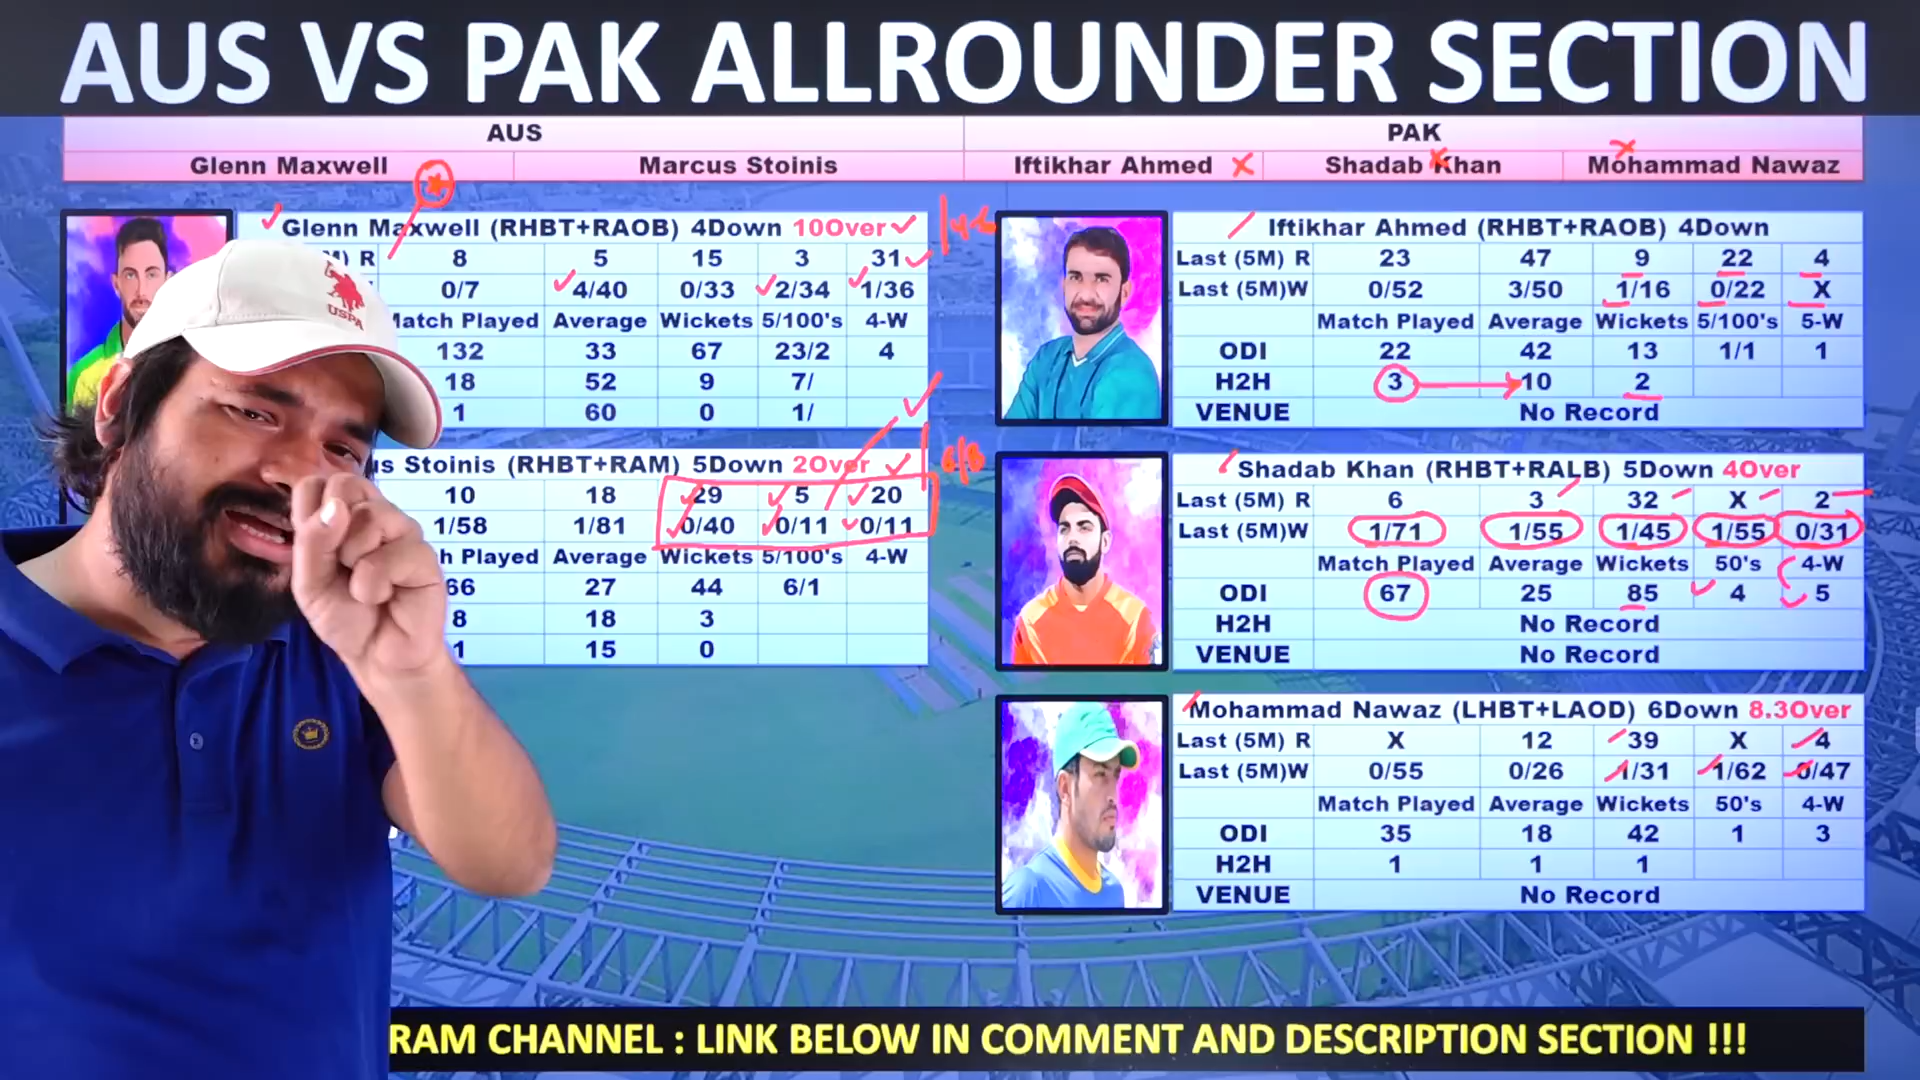 AUS VS PAK ALLROUNDER SECTION
AUS PAK
Glenn Maxwell Marcus Stoinis Iftikhar Ahmed Shadab Khan Mohammad Nawaz
Glenn Maxwell (RHBT+RAOB) 4Down 10Over
M) R 8 5 15 3 31
0/7 4/40 0/33 2/34 1/36
Match Played Average Wickets 5/100's 4-W
132 33 67 23/2 4
18 52 9 7/
1 60 0 1/
us Stoinis (RHBT+RAM) 5Down 2Over
10 18 29 5 20
1/58 1/81 0/40 0/11 0/11
h Played Average Wickets 5/100's 4-W
66 27 44 6/1
8 18 3
1 15 0
Iftikhar Ahmed (RHBT+RAOB) 4Down
Last (5M) R 23 47 9 22 4
Last (5M)W 0/52 3/50 1/16 0/22 X
Match Played Average Wickets 5/100's 5-W
ODI 22 42 13 1/1 1
H2H 3 10 2
VENUE No Record
Shadab Khan (RHBT+RALB) 5Down 4Over
Last (5M) R 6 3 32 X 2
Last (5M)W 1/71 1/55 1/45 1/55 0/31
Match Played Average Wickets 50's 4-W
ODI 67 25 85 4 5
H2H No Record
VENUE No Record
Mohammad Nawaz (LHBT+LAOD) 6Down 8.3Over
Last (5M) R X 12 39 X 4
Last (5M)W 0/55 0/26 1/31 1/62 0/47
Match Played Average Wickets 50's 4-W
ODI 35 18 42 1 3
H2H 1 1 1
VENUE No Record
USPA
RAM CHANNEL : LINK BELOW IN COMMENT AND DESCRIPTION SECTION !!!